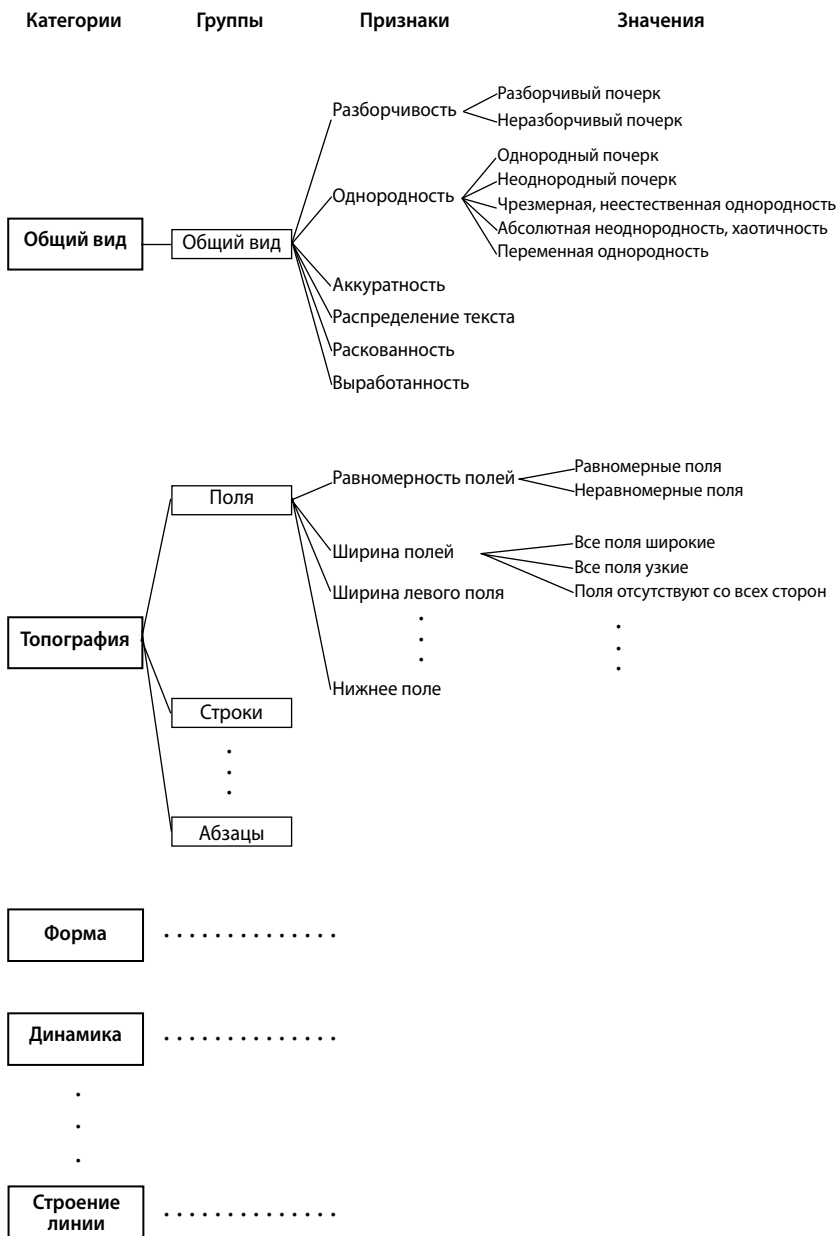 Категории Группы Признаки Значения
Разборчивость
Разборчивый почерк
Неразборчивый почерк
Однородность
Однородный почерк
Неоднородный почерк
Чрезмерная, неестественная однородность
Абсолютная неоднородность, хаотичность
Переменная однородность
Общий вид
Общий вид
Аккуратность
Распределение текста
Раскованность
Выработанность
Поля
Равномерность полей
Равномерные поля
Неравномерные поля
Ширина полей
Все поля широкие
Все поля узкие
Поля отсутствуют со всех сторон
Ширина левого поля
Топография
Нижнее поле
Строки
Абзацы
Форма
Динамика
Строение
линии